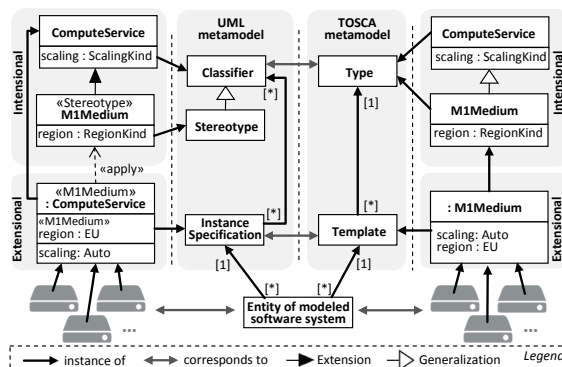 UML
metamodel
TOSCA
metamodel
Intensional
ComputeService
scaling : ScalingKind
«Stereotype»
M1Medium
region : RegionKind
«apply»
Classifier
[*]
Stereotype
Type
[1]
ComputeService
scaling : ScalingKind
M1Medium
region : RegionKind
Intensional
Extensional
«M1Medium»
: ComputeService
«M1Medium»
region : EU
scaling: Auto
Instance
Specification
[*]
[1]
[*]
Template
[*]
[1]
[*]
: M1Medium
scaling: Auto
region : EU
Extensional
Entity of modeled
software system
...
...
Legend
instance of
corresponds to
Extension
Generalization